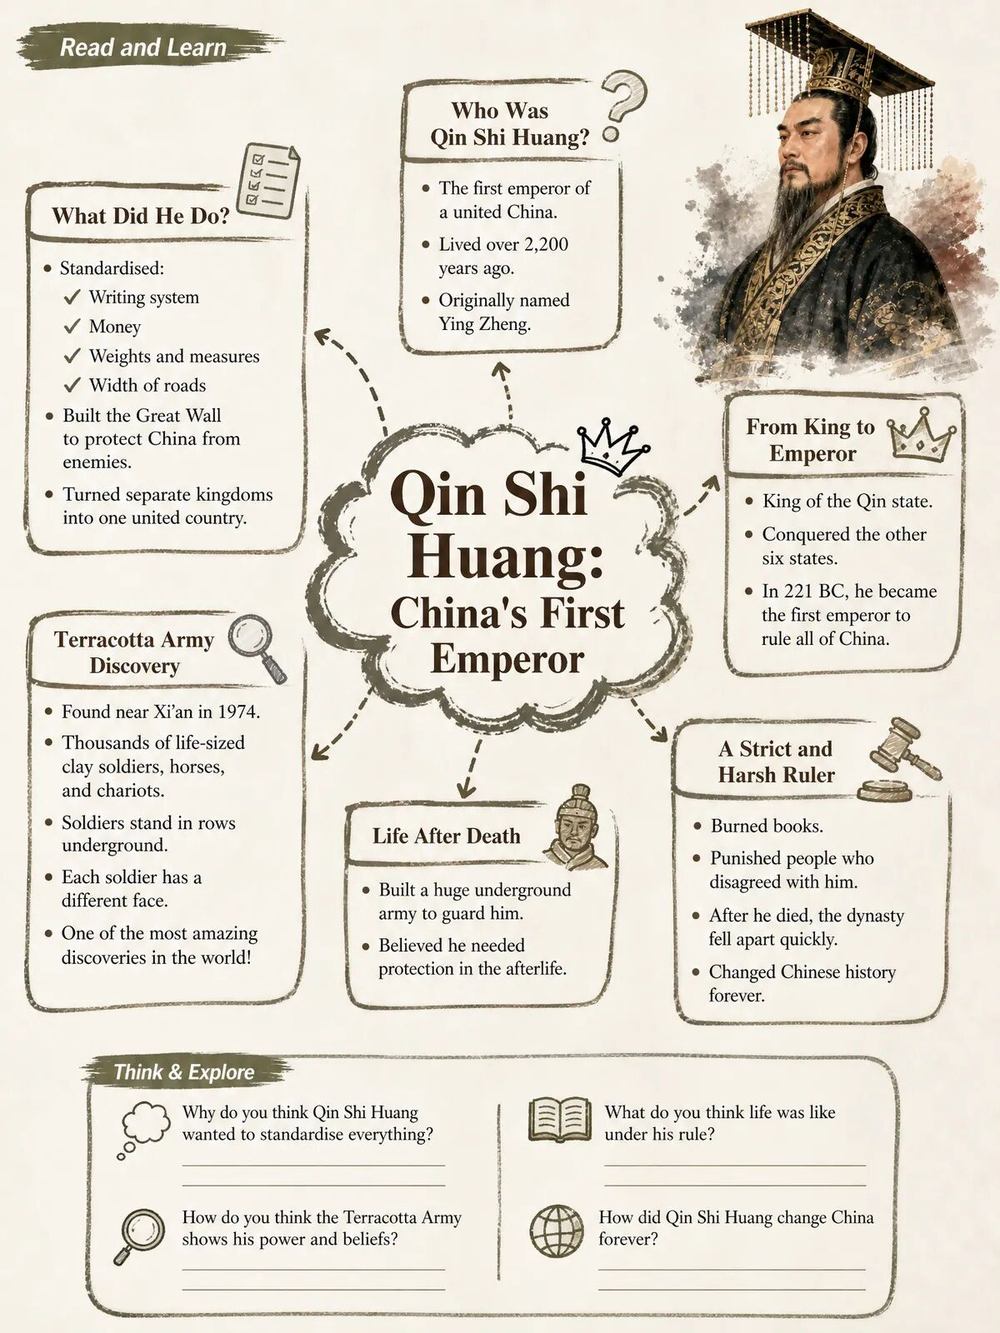 Read and Learn
Who Was
Qin Shi Huang?
• The first emperor of
a united China.
• Lived over 2,200
years ago.
• Originally named
Ying Zheng.
What Did He Do?
• Standardised:
✓ Writing system
✓ Money
✓ Weights and measures
✓ Width of roads
• Built the Great Wall
to protect China from
enemies.
• Turned separate kingdoms
into one united country.
Qin Shi
Huang:
China's First
Emperor
From King to
Emperor
• King of the Qin state.
• Conquered the other
six states.
• In 221 BC, he became
the first emperor to
rule all of China.
Terracotta Army
Discovery
• Found near Xi’an in 1974.
• Thousands of life-sized
clay soldiers, horses,
and chariots.
• Soldiers stand in rows
underground.
• Each soldier has a
different face.
• One of the most amazing
discoveries in the world!
Life After Death
• Built a huge underground
army to guard him.
• Believed he needed
protection in the afterlife.
A Strict and
Harsh Ruler
• Burned books.
• Punished people who
disagreed with him.
• After he died, the dynasty
fell apart quickly.
• Changed Chinese history
forever.
Think & Explore
Why do you think Qin Shi Huang
wanted to standardise everything?
What do you think life was like
under his rule?
How do you think the Terracotta Army
shows his power and beliefs?
How did Qin Shi Huang change China
forever?